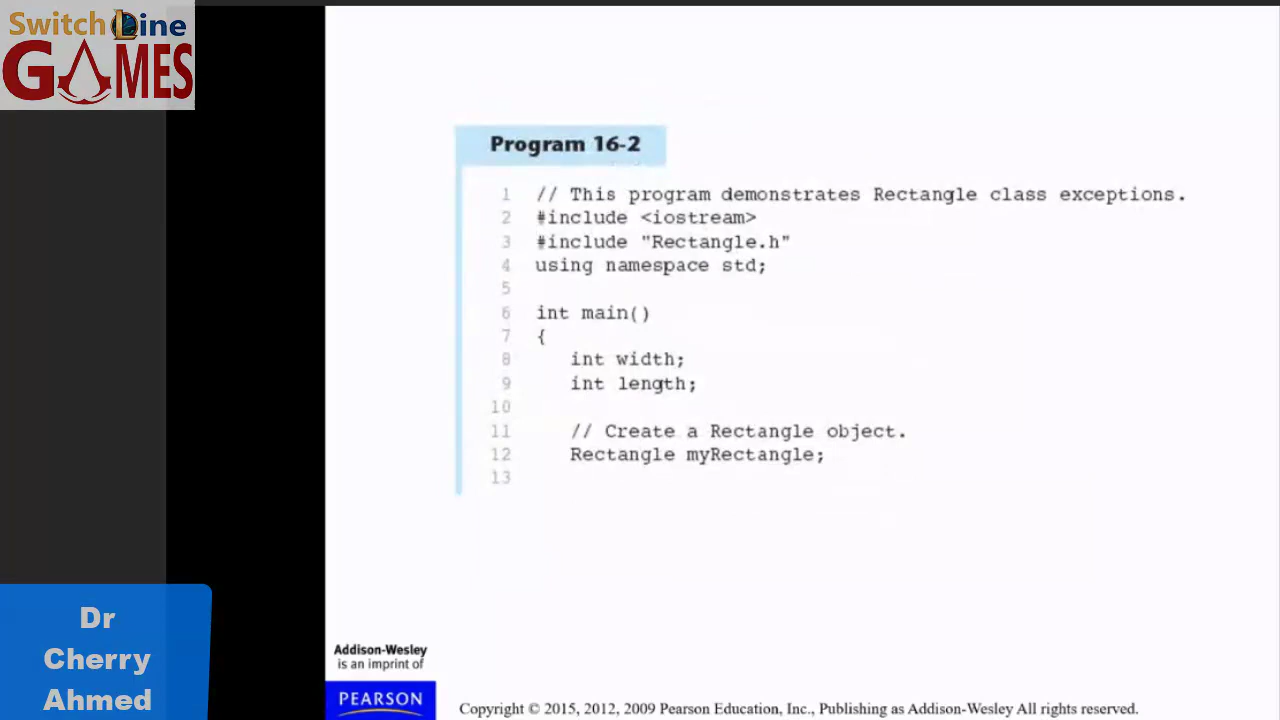 Switch Line
GAMES
Program 16-2
1 // This program demonstrates Rectangle class exceptions.
2 #include <iostream>
3 #include "Rectangle.h"
4 using namespace std;
5
6 int main()
7 {
8 int width;
9 int length;
10
11 // Create a Rectangle object.
12 Rectangle myRectangle;
13
Dr
Cherry
Ahmed
Addison-Wesley
is an imprint of
PEARSON
Copyright © 2015, 2012, 2009 Pearson Education, Inc., Publishing as Addison-Wesley All rights reserved.